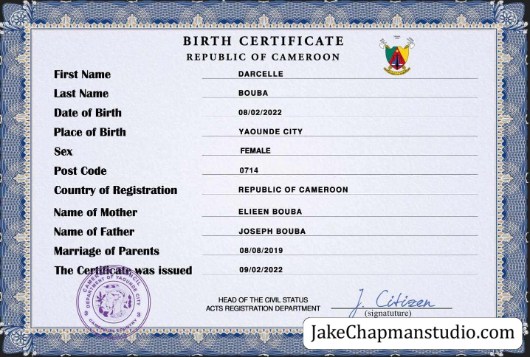 BIRTH CERTIFICATE
REPUBLIC OF CAMEROON
First Name DARCELLE
Last Name BOUBA
Date of Birth 08/02/2022
Place of Birth YAOUNDE CITY
Sex FEMALE
Post Code 0714
Country of Registration REPUBLIC OF CAMEROON
Name of Mother ELIEEN BOUBA
Name of Father JOSEPH BOUBA
Marriage of Parents 08/08/2019
The Certificate was issued 09/02/2022
HEAD OF THE CIVIL STATUS
ACTS REGISTRATION DEPARTMENT
J. Citizen
(signatuture)
JakeChapmanstudio.com